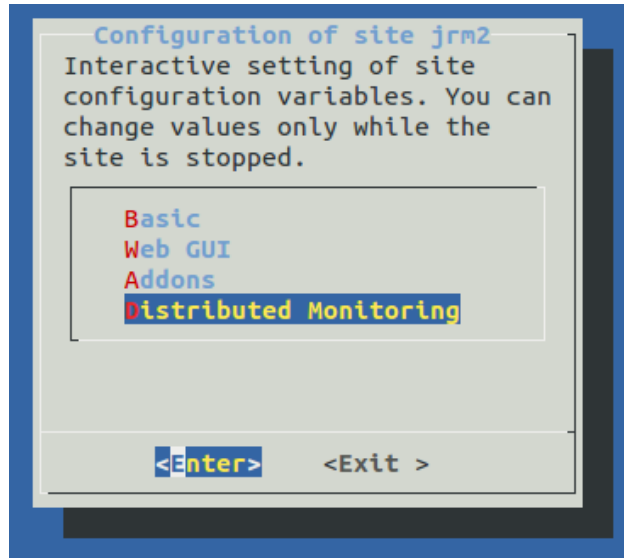 Configuration of site jrm2
Interactive setting of site
configuration variables. You can
change values only while the
site is stopped.
Basic
Web GUI
Addons
Distributed Monitoring
<Enter> <Exit >